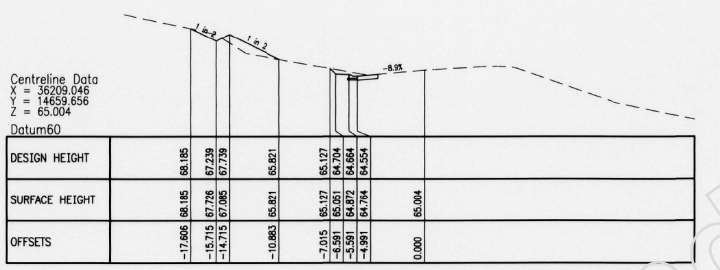 1 in 2
1 in 2
-8.9%
Centreline Data
X = 36209.046
Y = 14659.656
Z = 65.004
Datum60
DESIGN HEIGHT 68.185 67.239 67.739 65.821 65.127 64.704 64.664 64.554
SURFACE HEIGHT 68.185 67.726 67.085 65.821 65.127 65.051 64.872 64.764 65.004
OFFSETS -17.606 -15.715 -14.715 -10.883 -7.015 -6.591 -5.591 -4.991 0.000